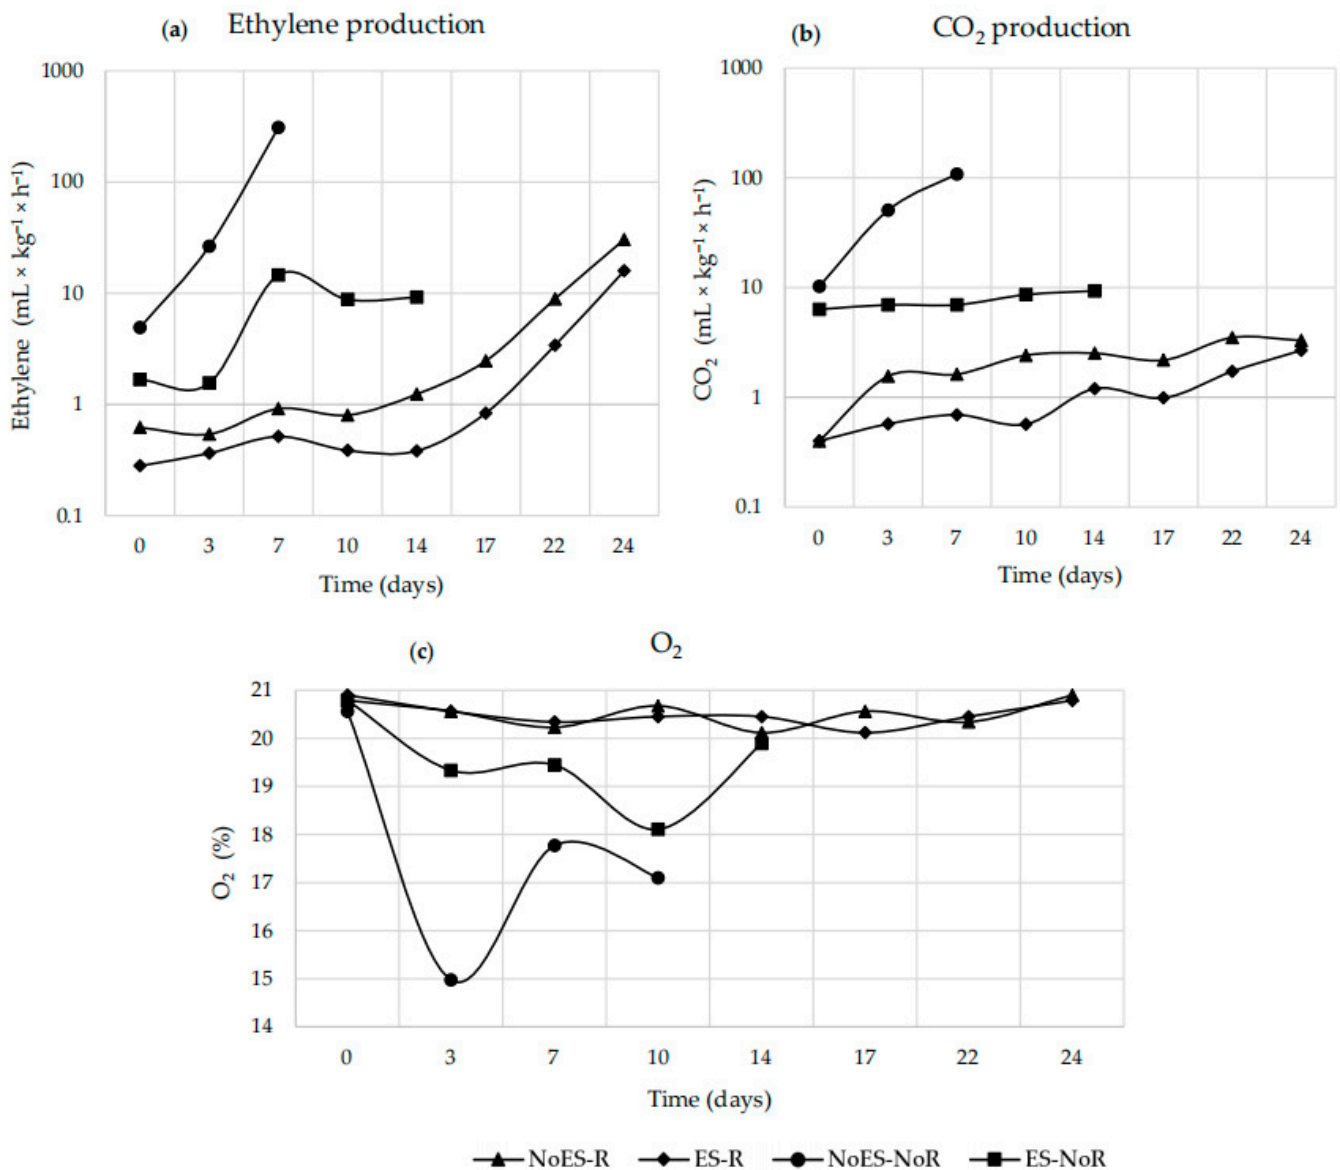 (a) Ethylene production
1000
100
10
1
0.1
Ethylene (mL × kg⁻¹ × h⁻¹)
0 3 7 10 14 17 22 24
Time (days)
(b) CO₂ production
1000
100
10
1
0.1
CO₂ (mL × kg⁻¹ × h⁻¹)
0 3 7 10 14 17 22 24
Time (days)
(c) O₂
21
20
19
18
17
16
15
14
O₂ (%)
0 3 7 10 14 17 22 24
Time (days)
NoES-R ES-R NoES-NoR ES-NoR